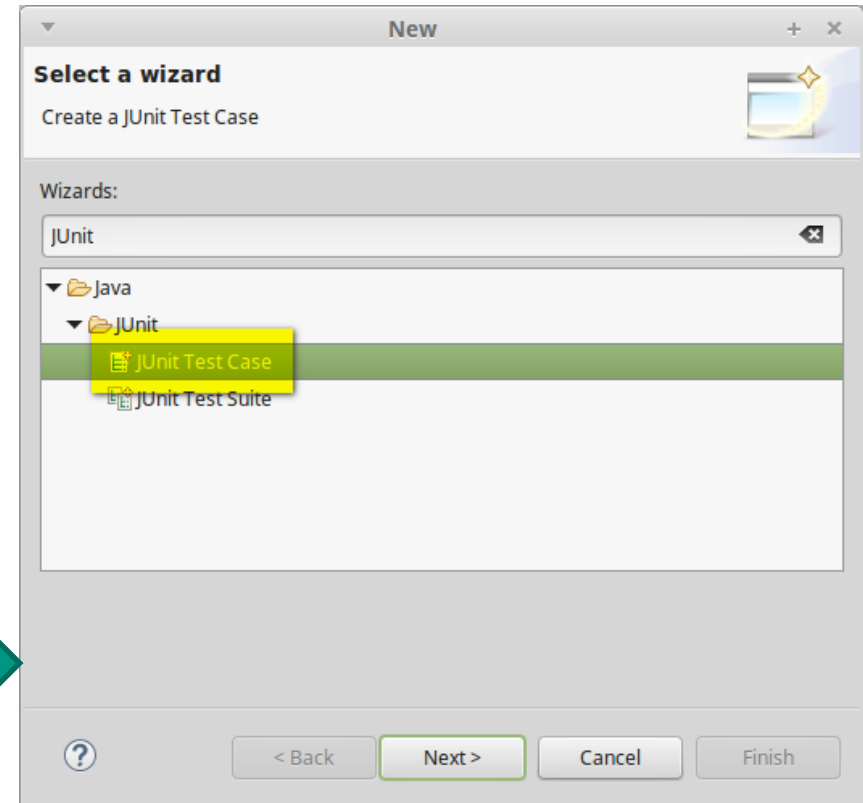 New
Select a wizard
Create a JUnit Test Case
Wizards:
JUnit
Java
JUnit
JUnit Test Case
JUnit Test Suite
? < Back Next > Cancel Finish